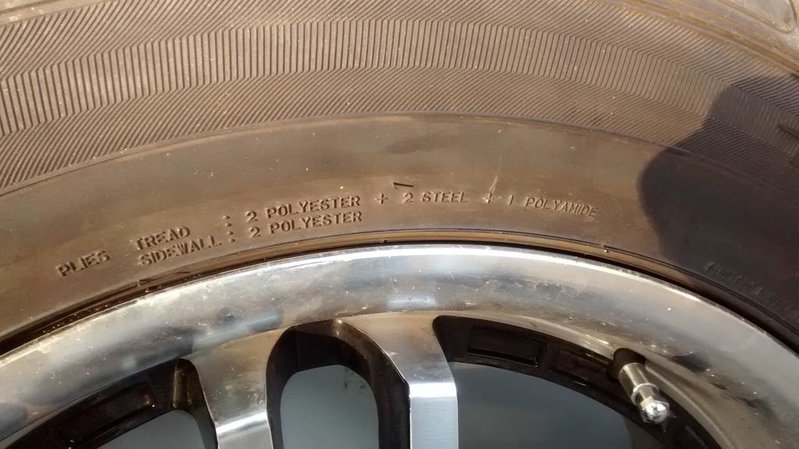 PLIES TREAD : 2 POLYESTER + 2 STEEL + 1 POLYAMIDE
SIDEWALL : 2 POLYESTER